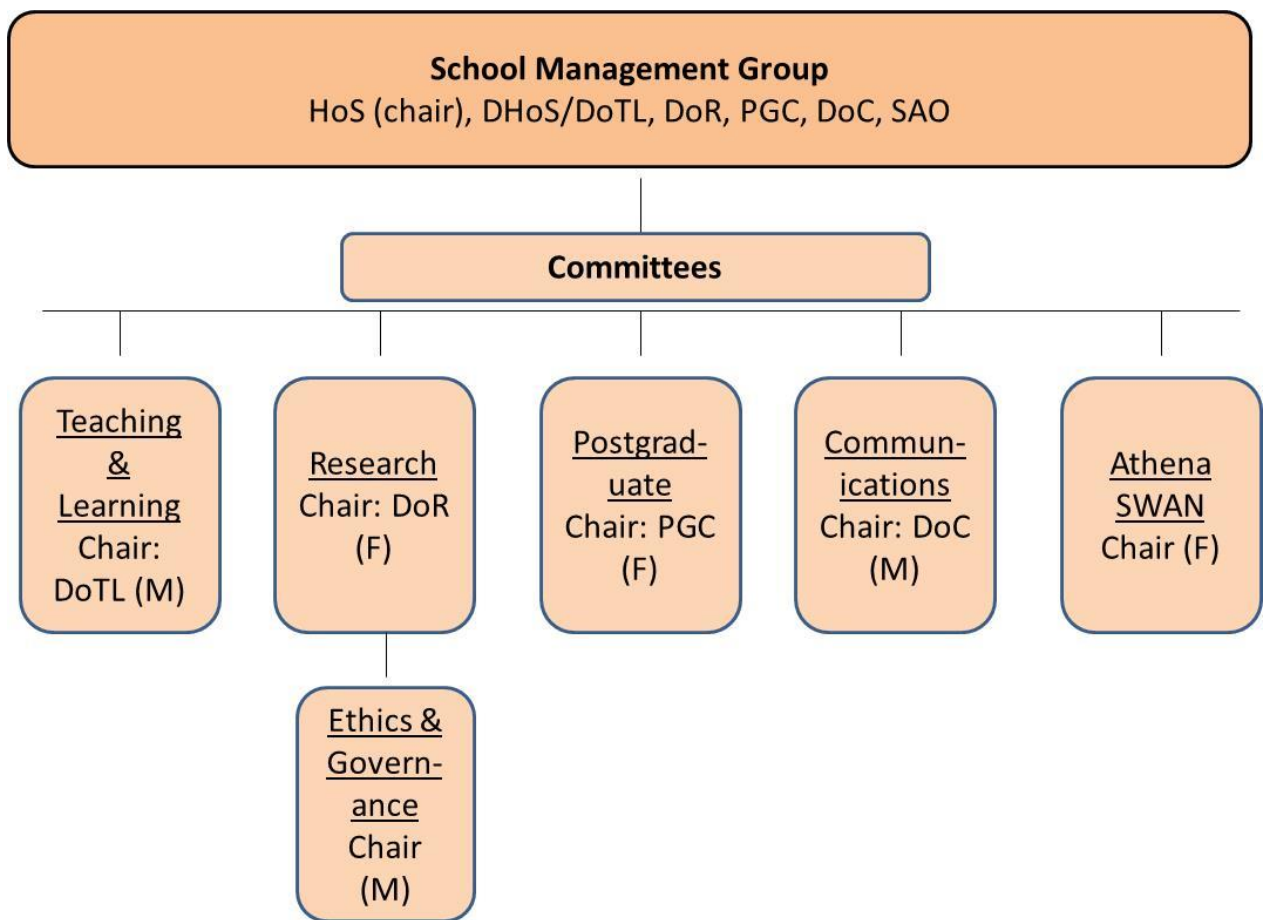 School Management Group
HoS (chair), DHoS/DoTL, DoR, PGC, DoC, SAO
Committees
Teaching
&
Learning
Chair:
DoTL (M)
Research
Chair: DoR
(F)
Postgrad-
uate
Chair: PGC
(F)
Commun-
ications
Chair: DoC
(M)
Athena
SWAN
Chair (F)
Ethics &
Govern-
ance
Chair
(M)